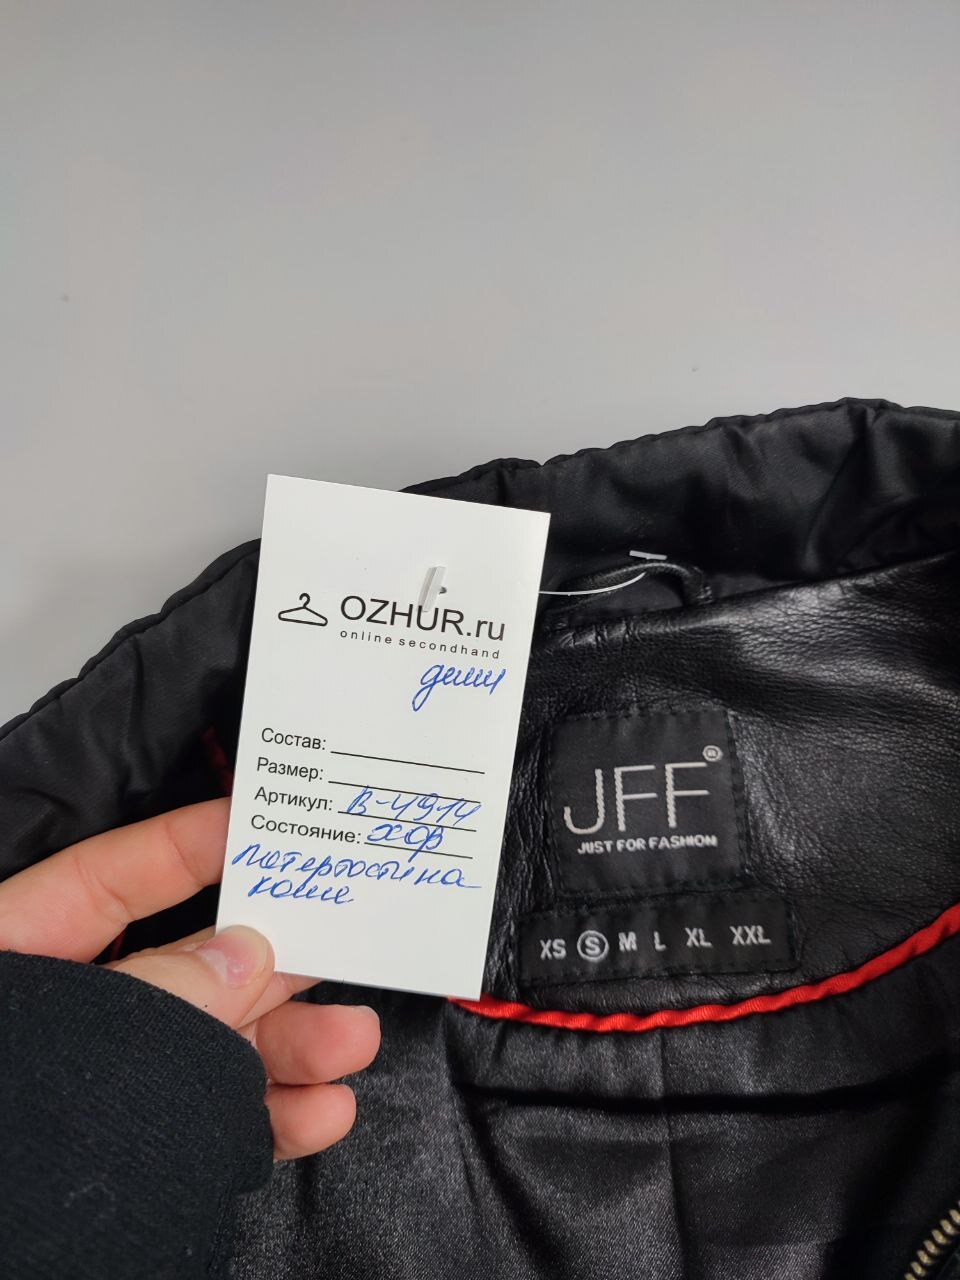 OZHUR.ru
online secondhand
деми
Состав:
Размер:
Артикул: В-4914
Состояние: хор
потертости на
коже
JFF®
JUST FOR FASHION
XS S M L XL XXL